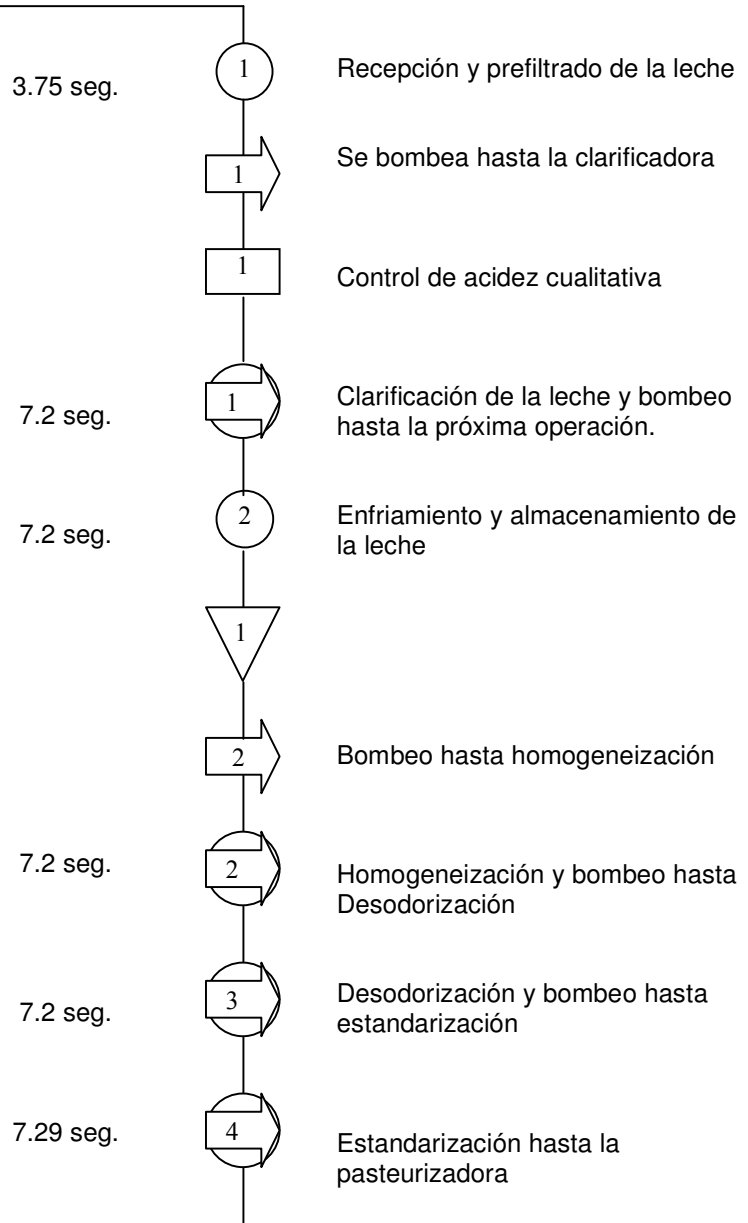 1
Recepción y prefiltrado de la leche
3.75 seg.
1
Se bombea hasta la clarificadora
1
Control de acidez cualitativa
7.2 seg.
1
Clarificación de la leche y bombeo
hasta la próxima operación.
7.2 seg.
2
Enfriamiento y almacenamiento de
la leche
1
2
Bombeo hasta homogeneización
7.2 seg.
2
Homogeneización y bombeo hasta
Desodorización
7.2 seg.
3
Desodorización y bombeo hasta
estandarización
7.29 seg.
4
Estandarización hasta la
pasteurizadora